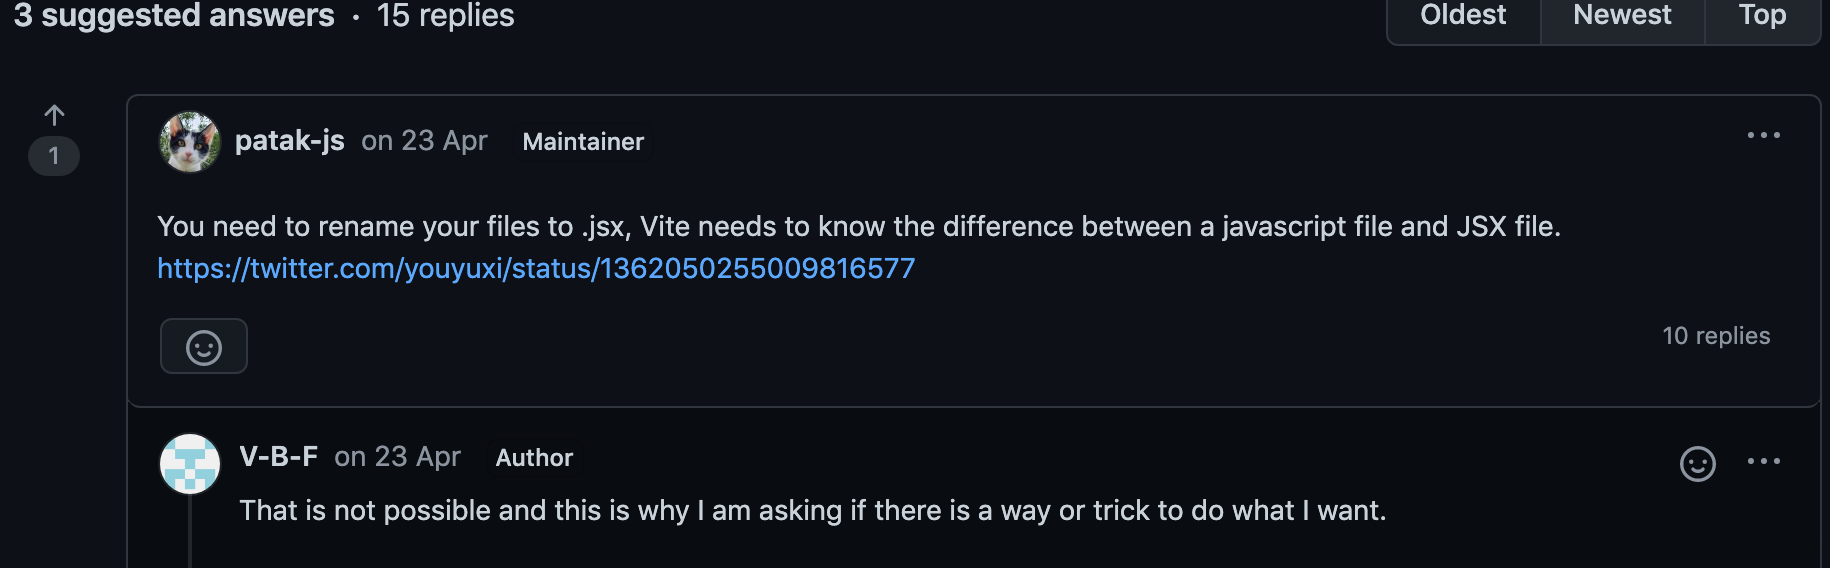 3 suggested answers · 15 replies
Oldest Newest Top
1
patak-js on 23 Apr Maintainer
You need to rename your files to .jsx, Vite needs to know the difference between a javascript file and JSX file.
https://twitter.com/youyuxi/status/1362050255009816577
10 replies
V-B-F on 23 Apr Author
That is not possible and this is why I am asking if there is a way or trick to do what I want.